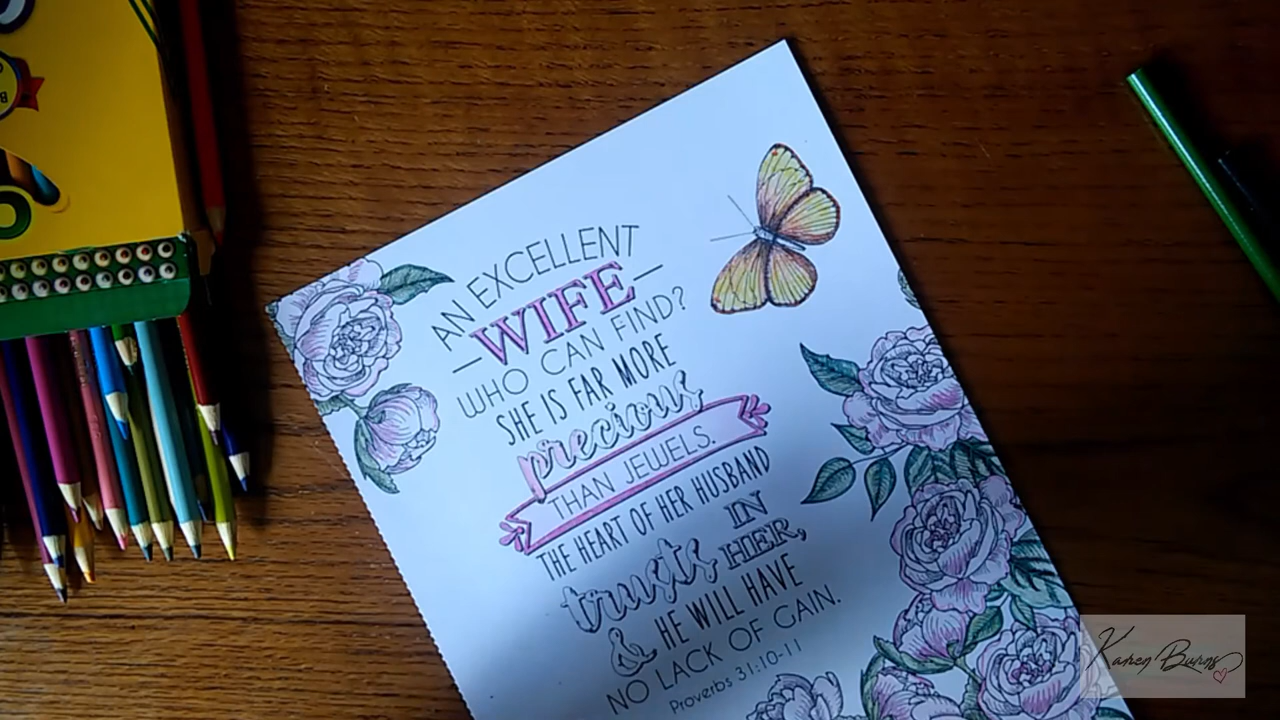 AN EXCELLENT
WIFE
WHO CAN FIND?
SHE IS FAR MORE
precious
THAN JEWELS.
THE HEART OF HER HUSBAND
trusts IN HER,
& HE WILL HAVE
NO LACK OF GAIN.
Proverbs 31:10-11
Karen Burns